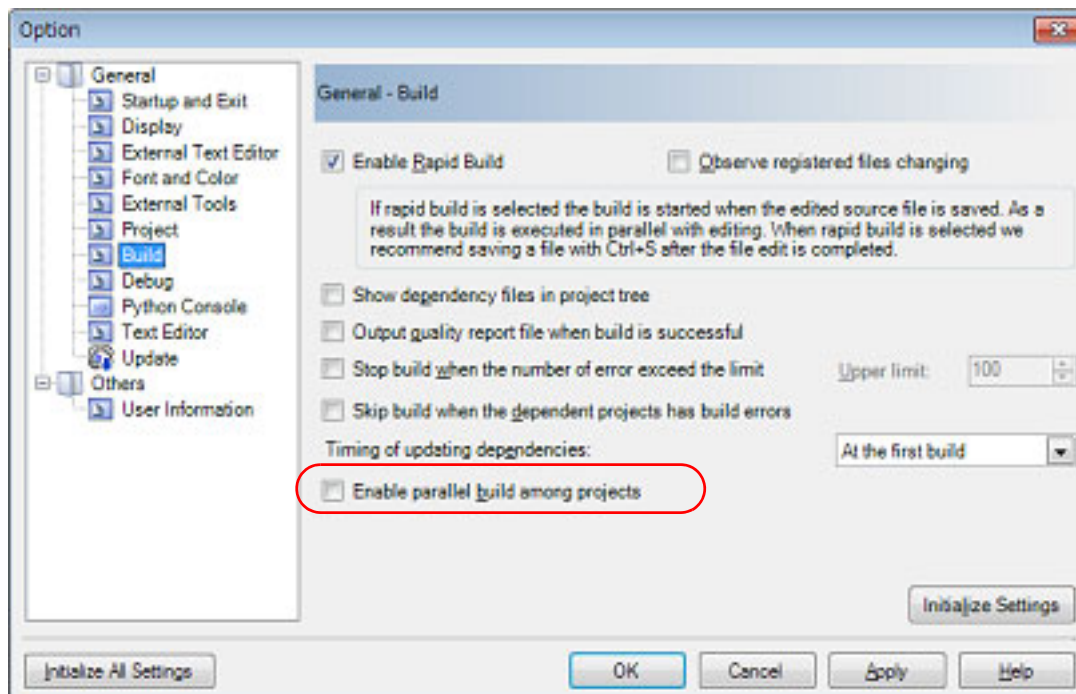 Option
General
Startup and Exit
Display
External Text Editor
Font and Color
External Tools
Project
Build
Debug
Python Console
Text Editor
Update
Others
User Information
General - Build
Enable Rapid Build
Observe registered files changing
If rapid build is selected the build is started when the edited source file is saved. As a
result the build is executed in parallel with editing. When rapid build is selected we
recommend saving a file with Ctrl+S after the file edit is completed.
Show dependency files in project tree
Output quality report file when build is successful
Stop build when the number of error exceed the limit
Upper limit:
100
Skip build when the dependent projects has build errors
Timing of updating dependencies:
At the first build
Enable parallel build among projects
Initialize Settings
Initialize All Settings
OK
Cancel
Apply
Help